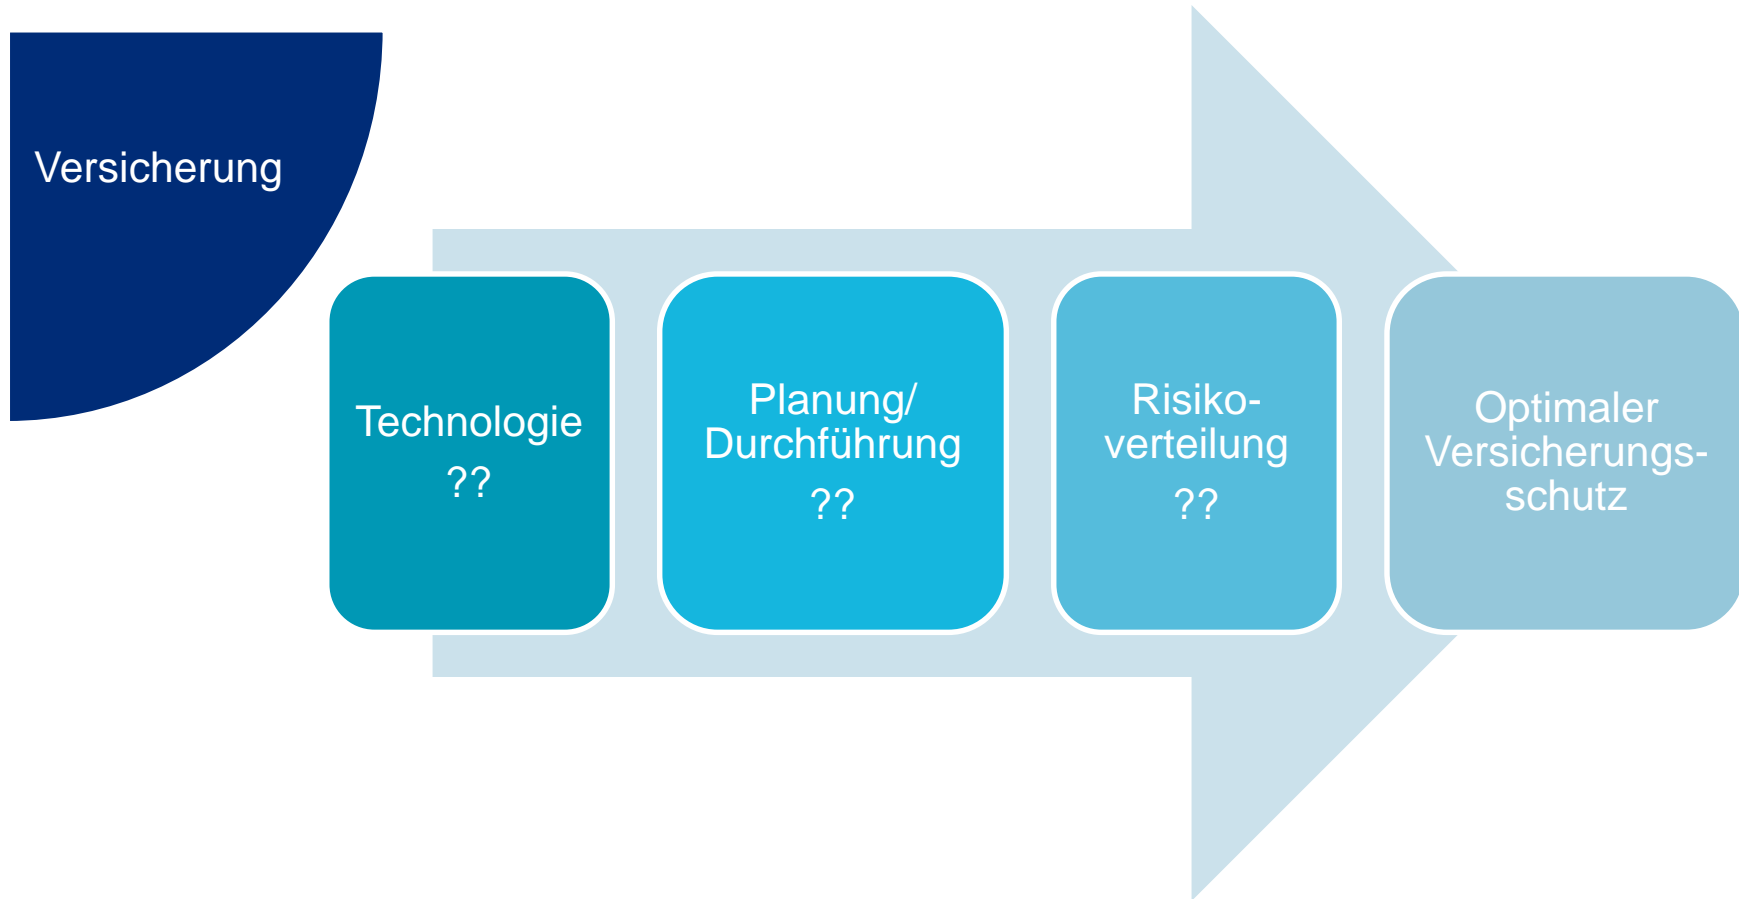 Versicherung
Technologie
??
Planung/
Durchführung
??
Risiko-
verteilung
??
Optimaler
Versicherungs-
schutz